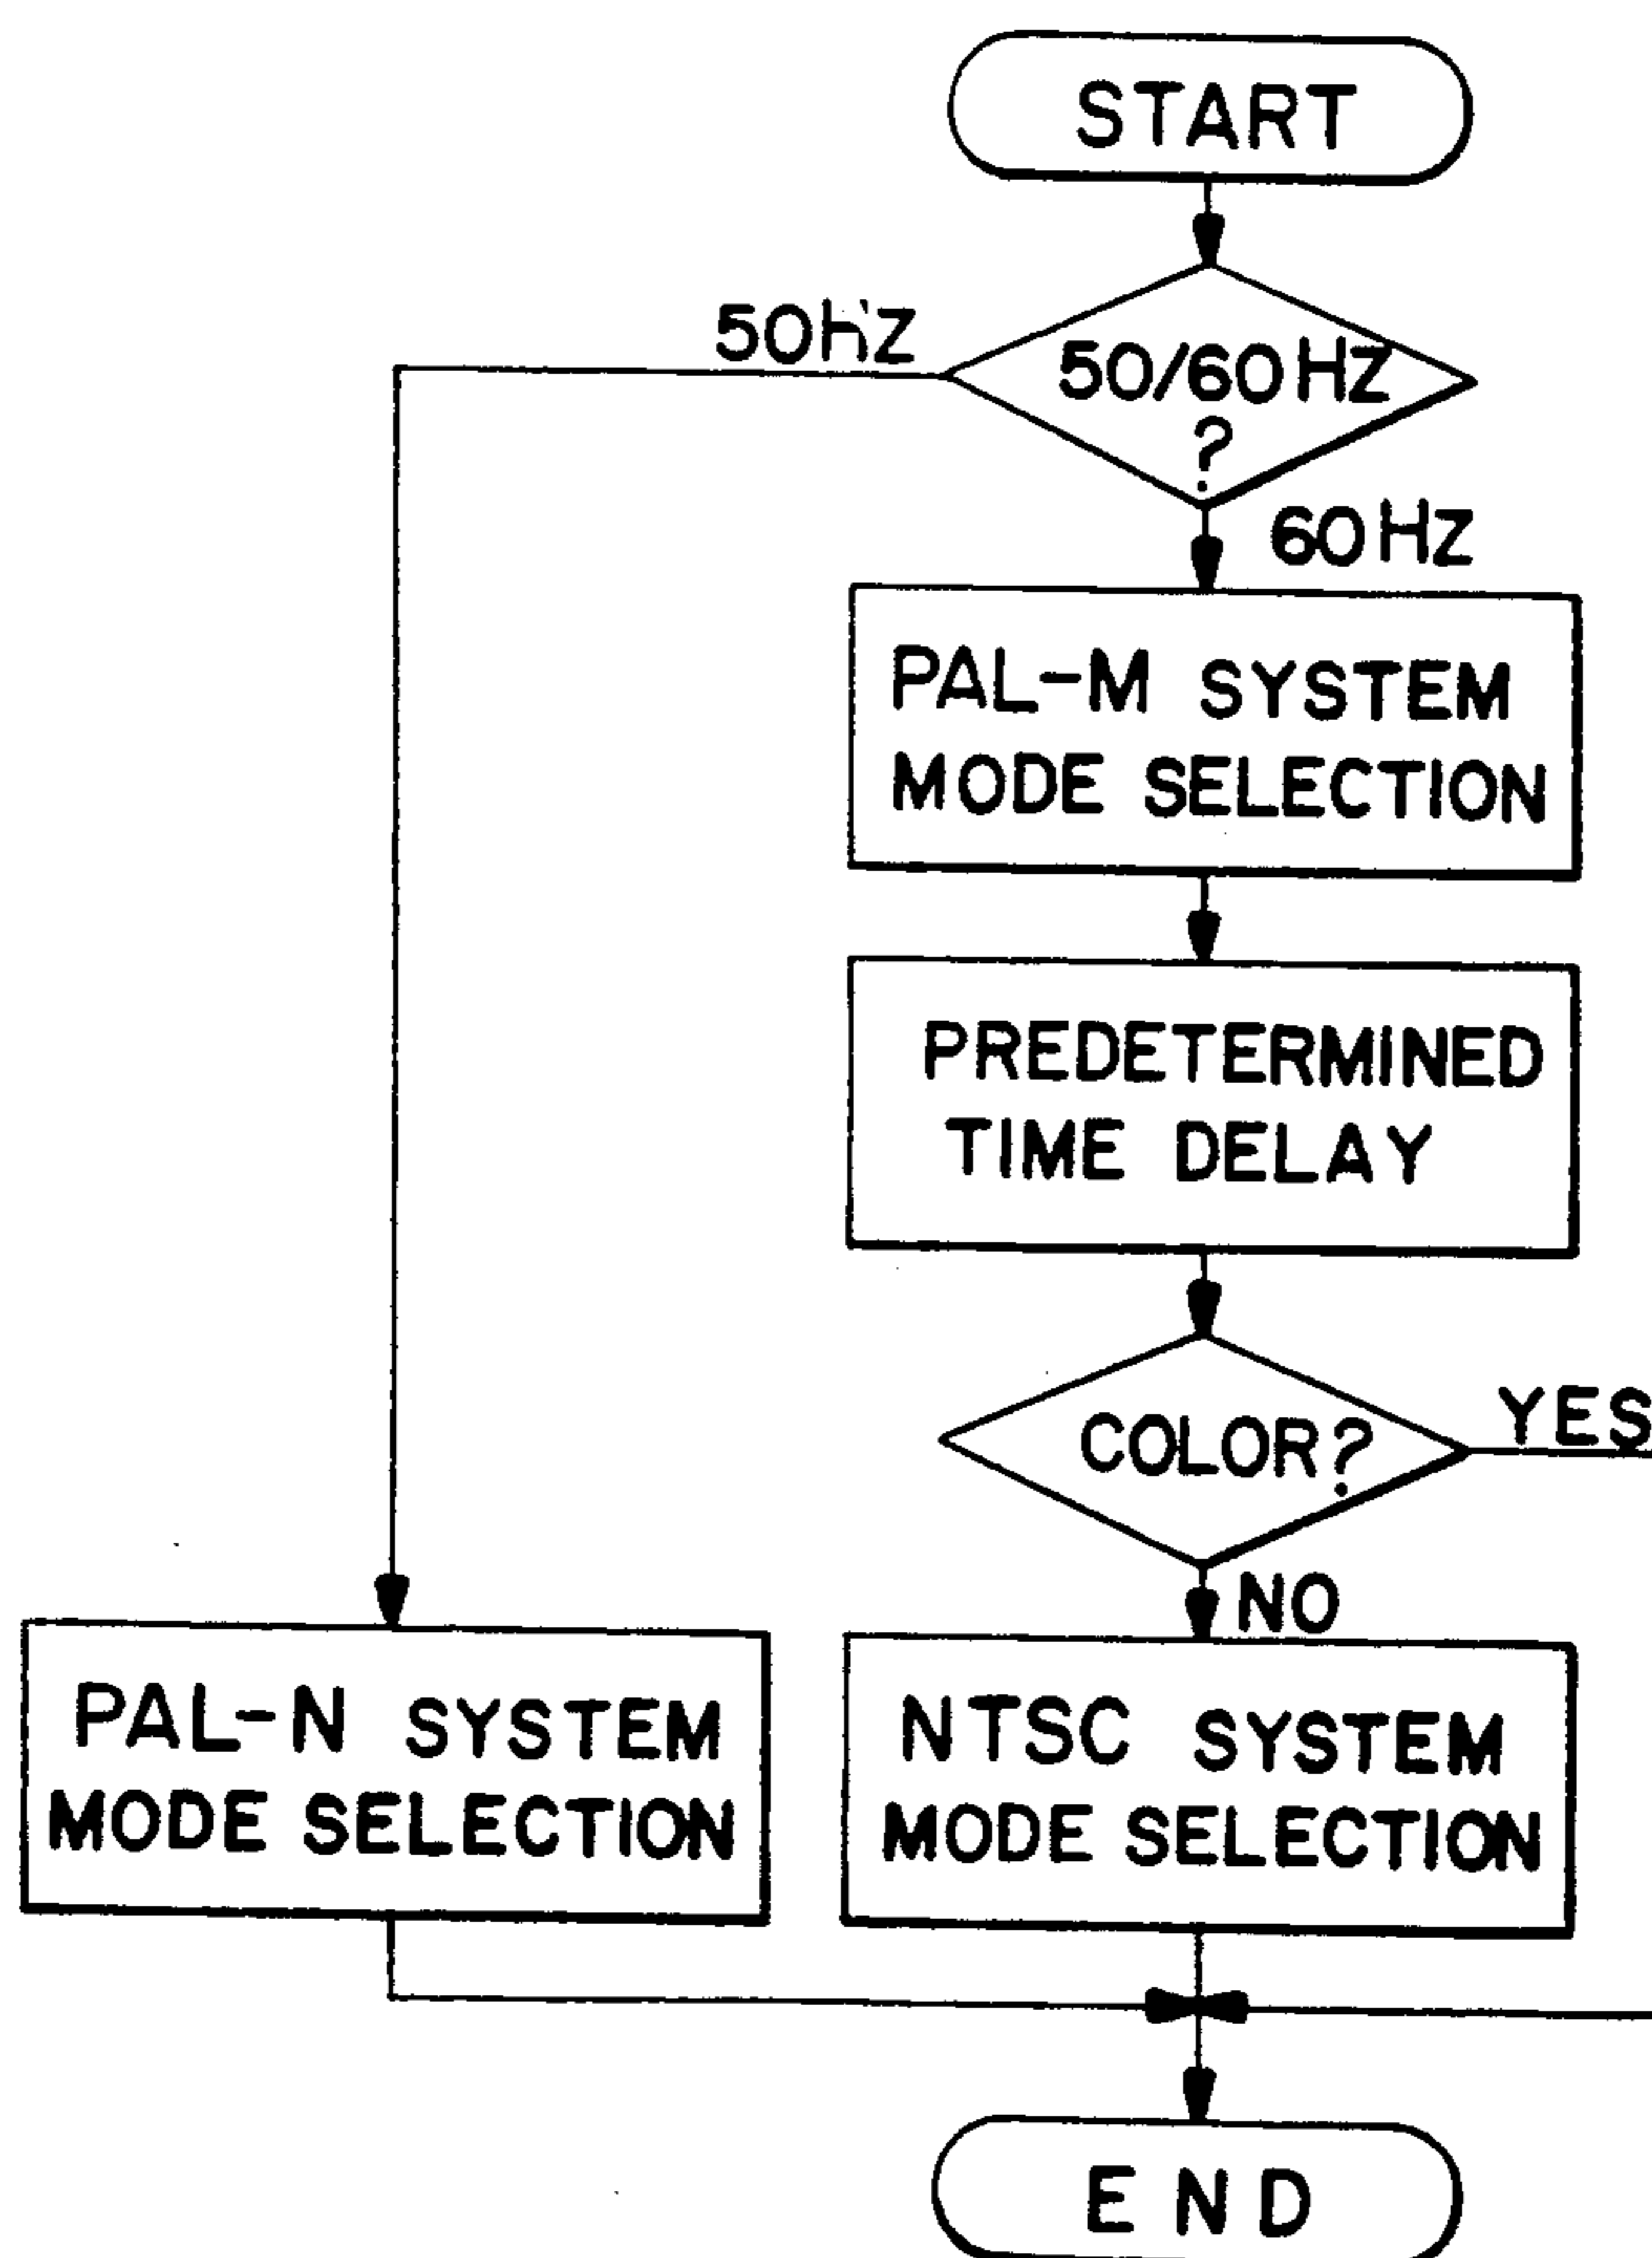 START
50HZ
50/60HZ
?
60HZ
PAL-M SYSTEM
MODE SELECTION
PREDETERMINED
TIME DELAY
COLOR?
YES
NO
PAL-N SYSTEM
MODE SELECTION
NTSC SYSTEM
MODE SELECTION
END